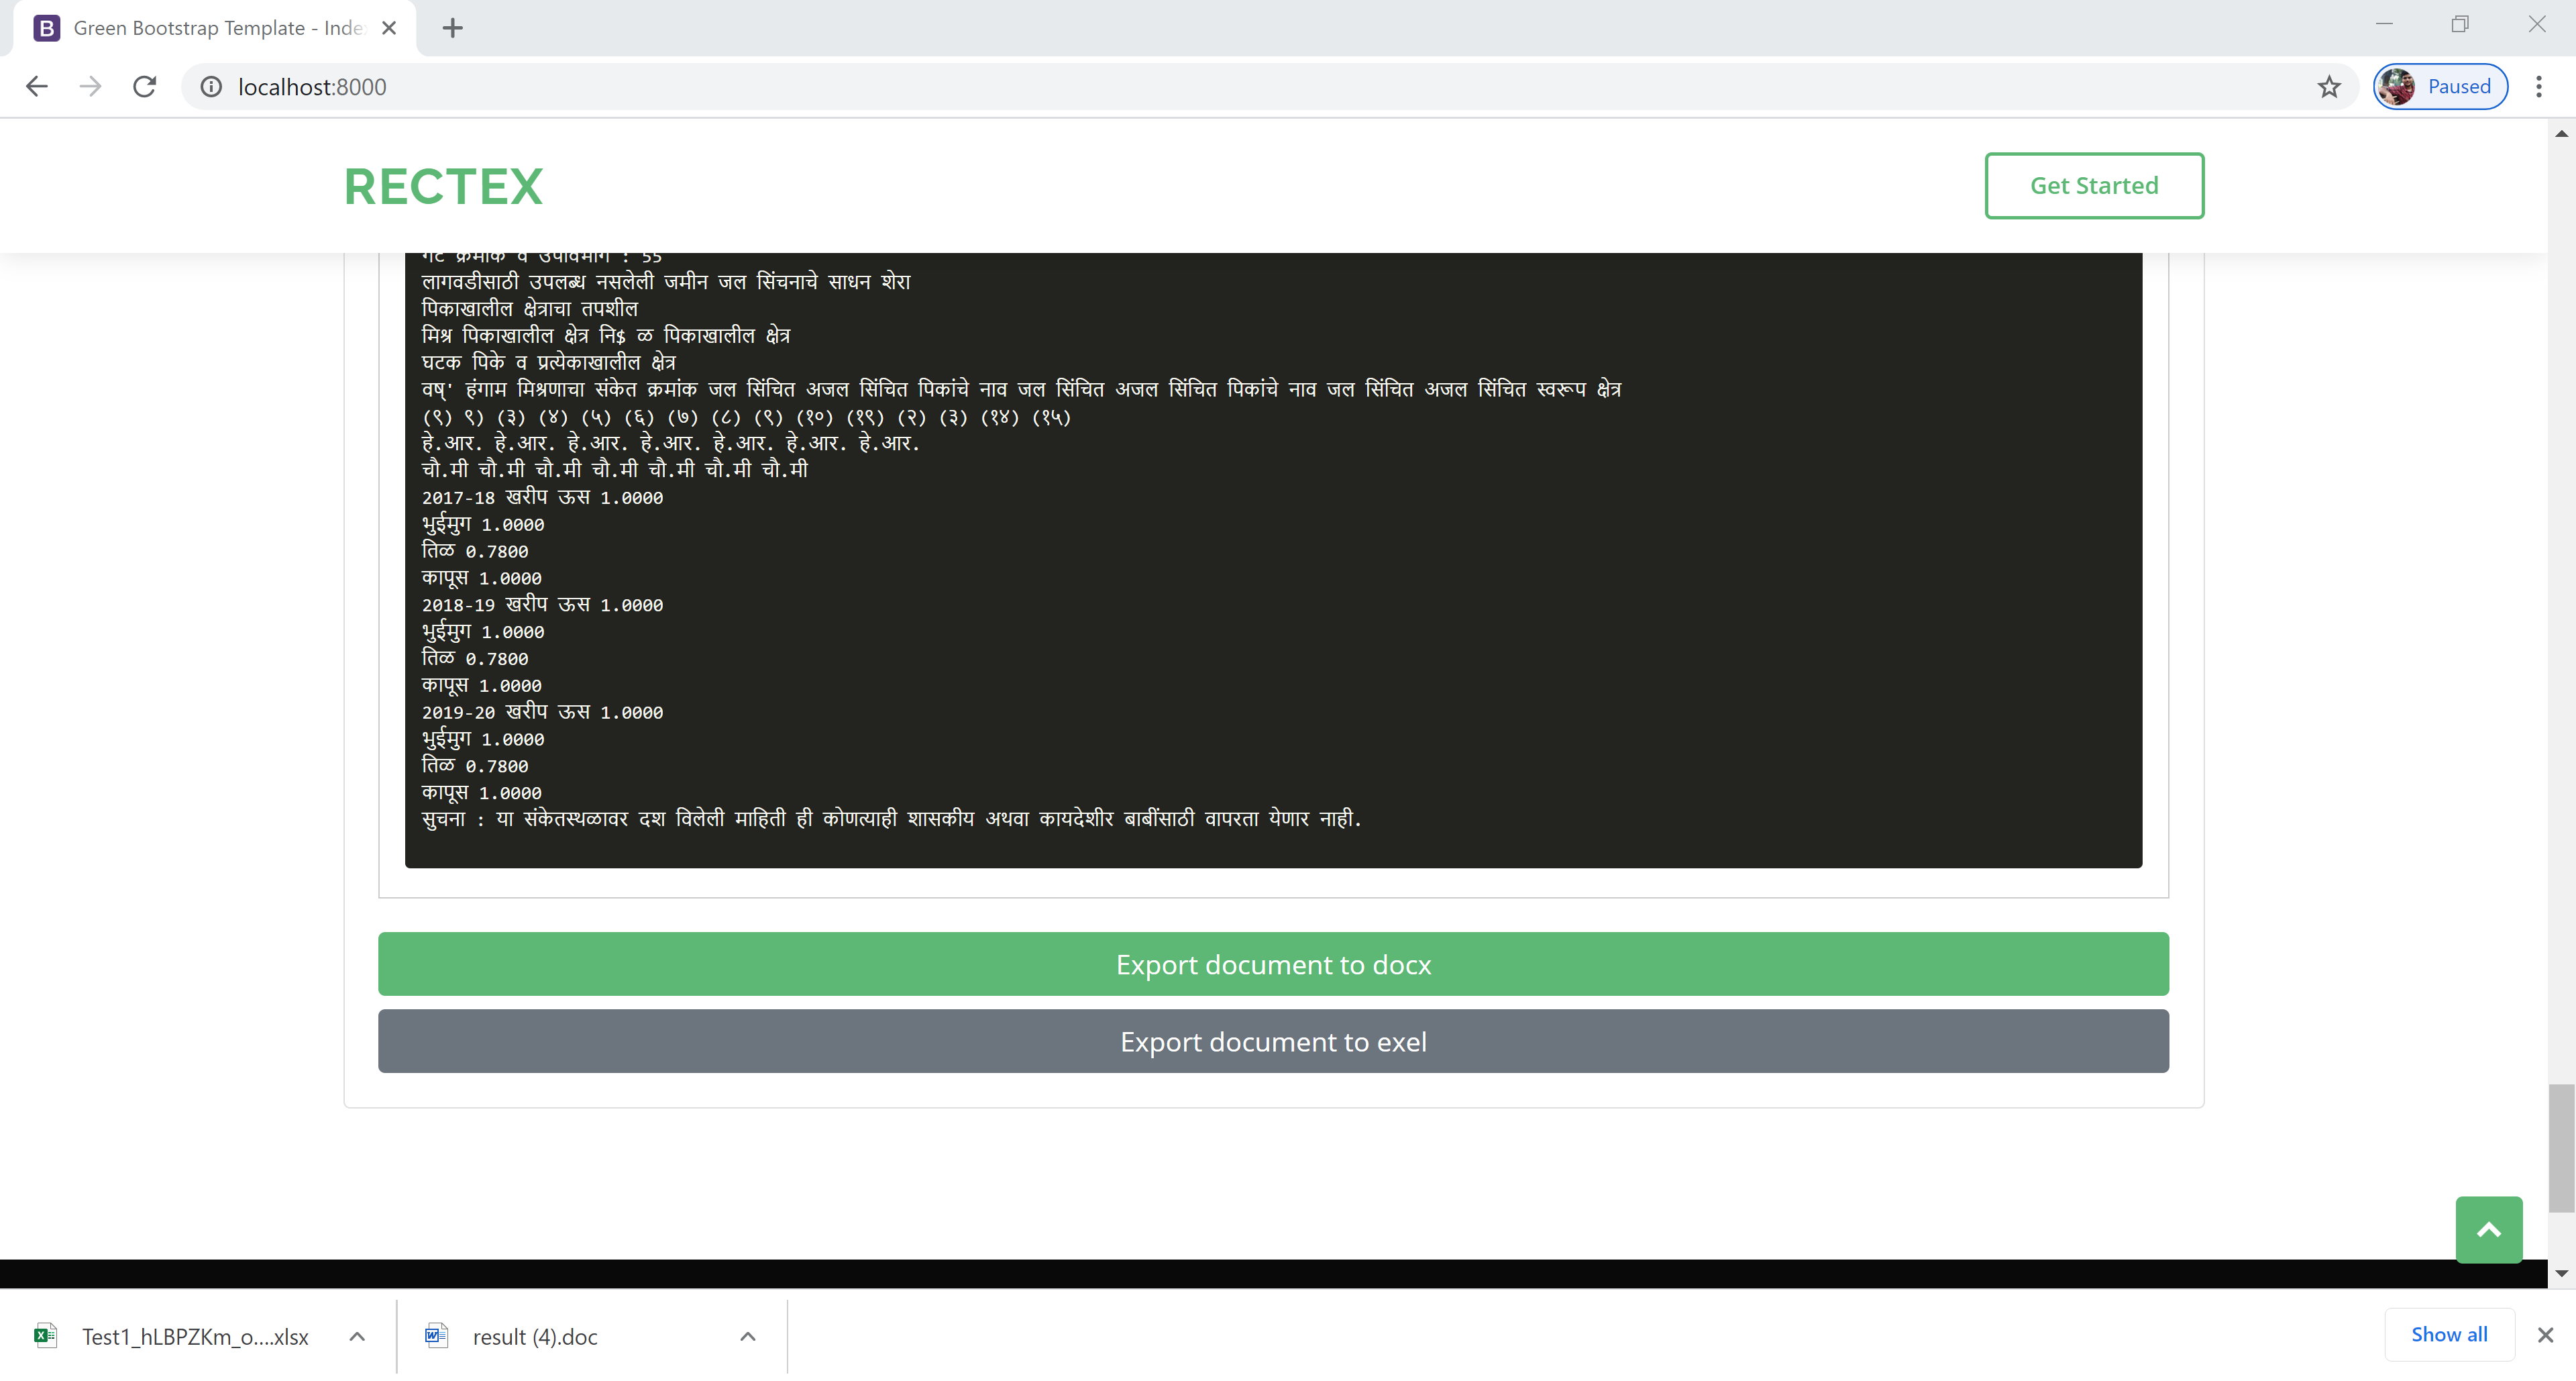 Green Bootstrap Template - Inde
localhost:8000
Paused
RECTEX
Get Started
गट क्रमांक व उपविभाग : 55
लागवडीसाठी उपलब्ध नसलेली जमीन जल सिंचनाचे साधन शेरा
पिकाखालील क्षेत्राचा तपशील
मिश्र पिकाखालील क्षेत्र नि$ ळ पिकाखालील क्षेत्र
घटक पिके व प्रत्येकाखालील क्षेत्र
वष्' हंगाम मिश्रणाचा संकेत क्रमांक जल सिंचित अजल सिंचित पिकांचे नाव जल सिंचित अजल सिंचित पिकांचे नाव जल सिंचित अजल सिंचित स्वरूप क्षेत्र
(९) ९) (३) (४) (५) (६) (७) (८) (९) (१०) (१९) (२) (३) (१४) (१५)
हे.आर. हे.आर. हे.आर. हे.आर. हे.आर. हे.आर. हे.आर.
चौ.मी चौ.मी चौ.मी चौ.मी चौ.मी चौ.मी चौ.मी
2017-18 खरीप ऊस 1.0000
भुईमुग 1.0000
तिळ 0.7800
कापूस 1.0000
2018-19 खरीप ऊस 1.0000
भुईमुग 1.0000
तिळ 0.7800
कापूस 1.0000
2019-20 खरीप ऊस 1.0000
भुईमुग 1.0000
तिळ 0.7800
कापूस 1.0000
सुचना : या संकेतस्थळावर दश विलेली माहिती ही कोणत्याही शासकीय अथवा कायदेशीर बाबींसाठी वापरता येणार नाही.
Export document to docx
Export document to exel
Test1_hLBPZKm_o....xlsx
result (4).doc
Show all